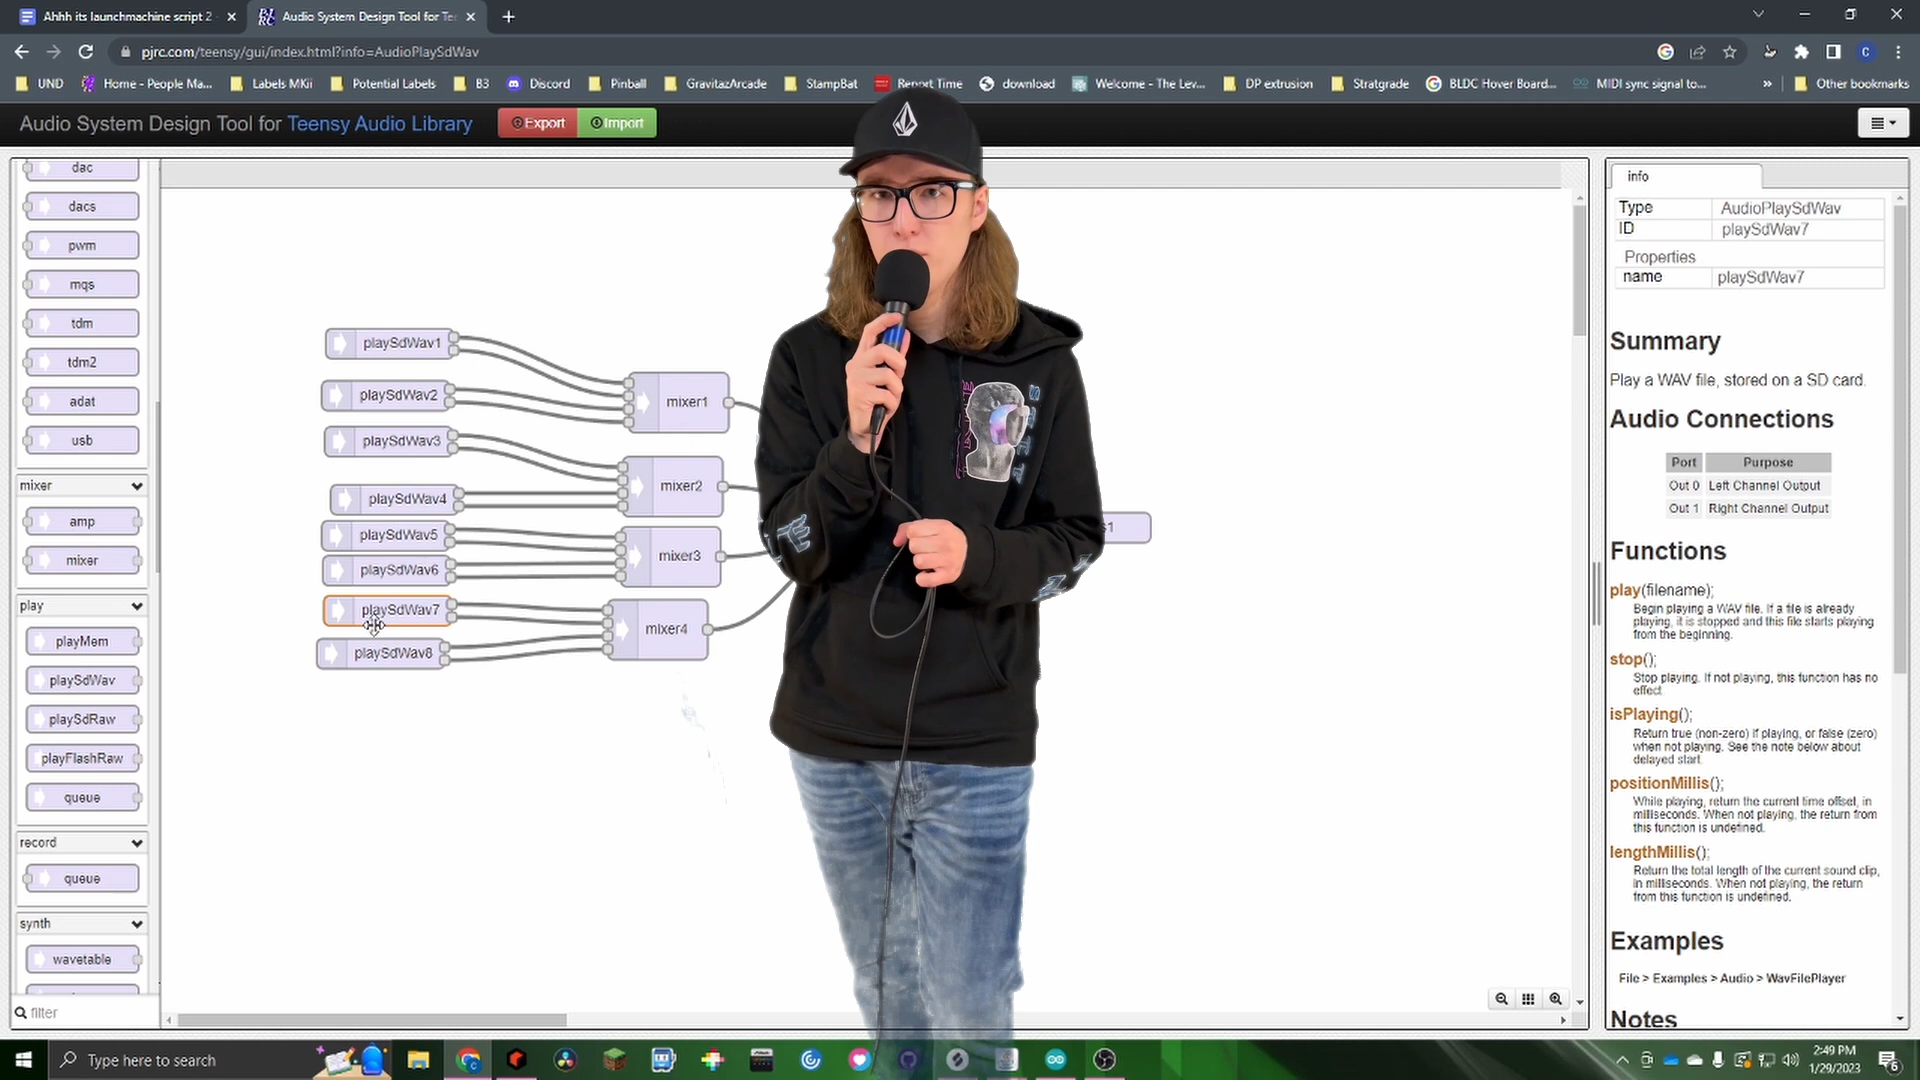 Ahhh its launchmachine script 2
Audio System Design Tool for Te
pjrc.com/teensy/gui/index.html?info=AudioPlaySdWav
UND
Home - People Ma...
Labels MKii
Potential Labels
B3
Discord
Pinball
GravitazArcade
StampBat
Report Time
download
Welcome - The Lev...
DP extrusion
Stratgrade
BLDC Hover Board...
MIDI sync signal to...
»
Other bookmarks
Audio System Design Tool for Teensy Audio Library
Export
Import
dac
dacs
pwm
mqs
tdm
tdm2
adat
usb
mixer
amp
mixer
play
playMem
playSdWav
playSdRaw
playFlashRaw
queue
record
queue
synth
wavetable
filter
playSdWav1
playSdWav2
playSdWav3
playSdWav4
playSdWav5
playSdWav6
playSdWav7
playSdWav8
mixer1
mixer2
mixer3
mixer4
s1
info
Type AudioPlaySdWav
ID playSdWav7
Properties
name playSdWav7
Summary
Play a WAV file, stored on a SD card.
Audio Connections
Port Purpose
Out 0 Left Channel Output
Out 1 Right Channel Output
Functions
play(filename);
Begin playing a WAV file. If a file is already
playing, it is stopped and this file starts playing
from the beginning.
stop();
Stop playing. If not playing, this function has no
effect
isPlaying();
Return true (non-zero) if playing, or false (zero)
when not playing. See the note below about
delayed start.
positionMillis();
While playing, return the current time offset, in
milliseconds. When not playing, the return from
this function is undefined.
lengthMillis();
Return the total length of the current sound clip,
in milliseconds. When not playing, the return
from this function is undefined.
Examples
File > Examples > Audio > WavFilePlayer
Notes
Type here to search
2:49 PM
1/29/2023
6